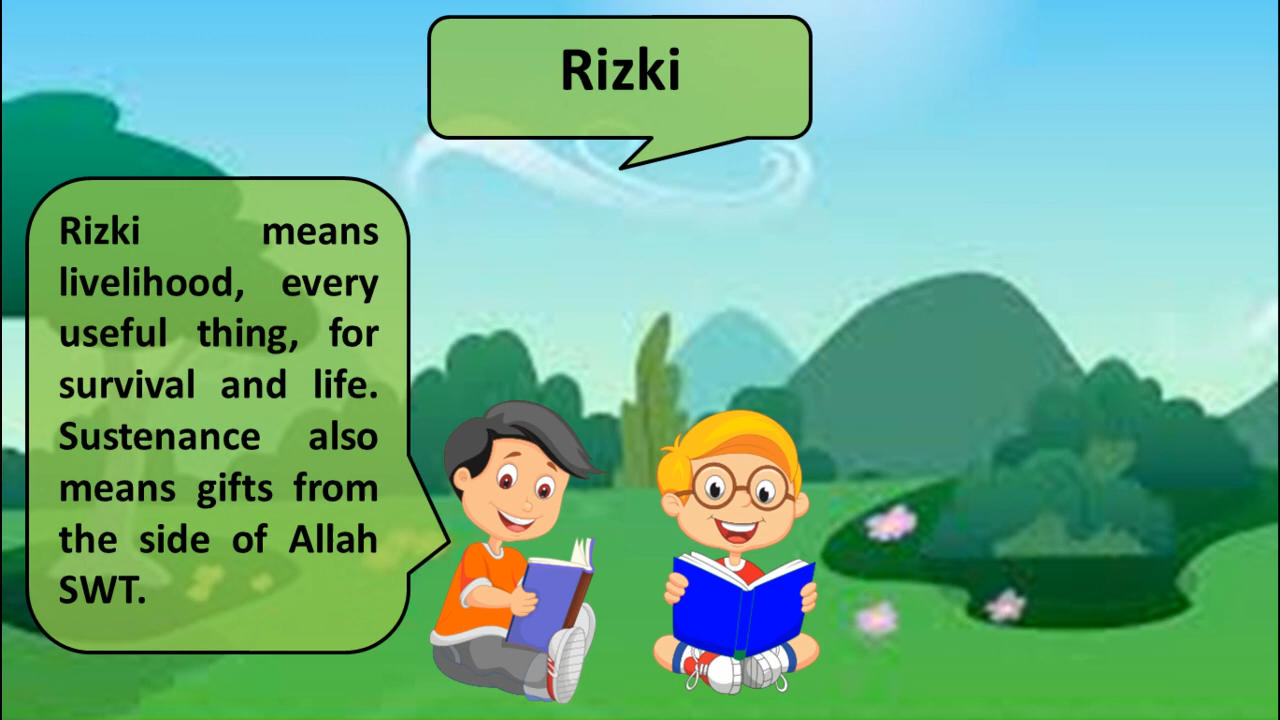 Rizki
Rizki means
livelihood, every
useful thing, for
survival and life.
Sustenance also
means gifts from
the side of Allah
SWT.